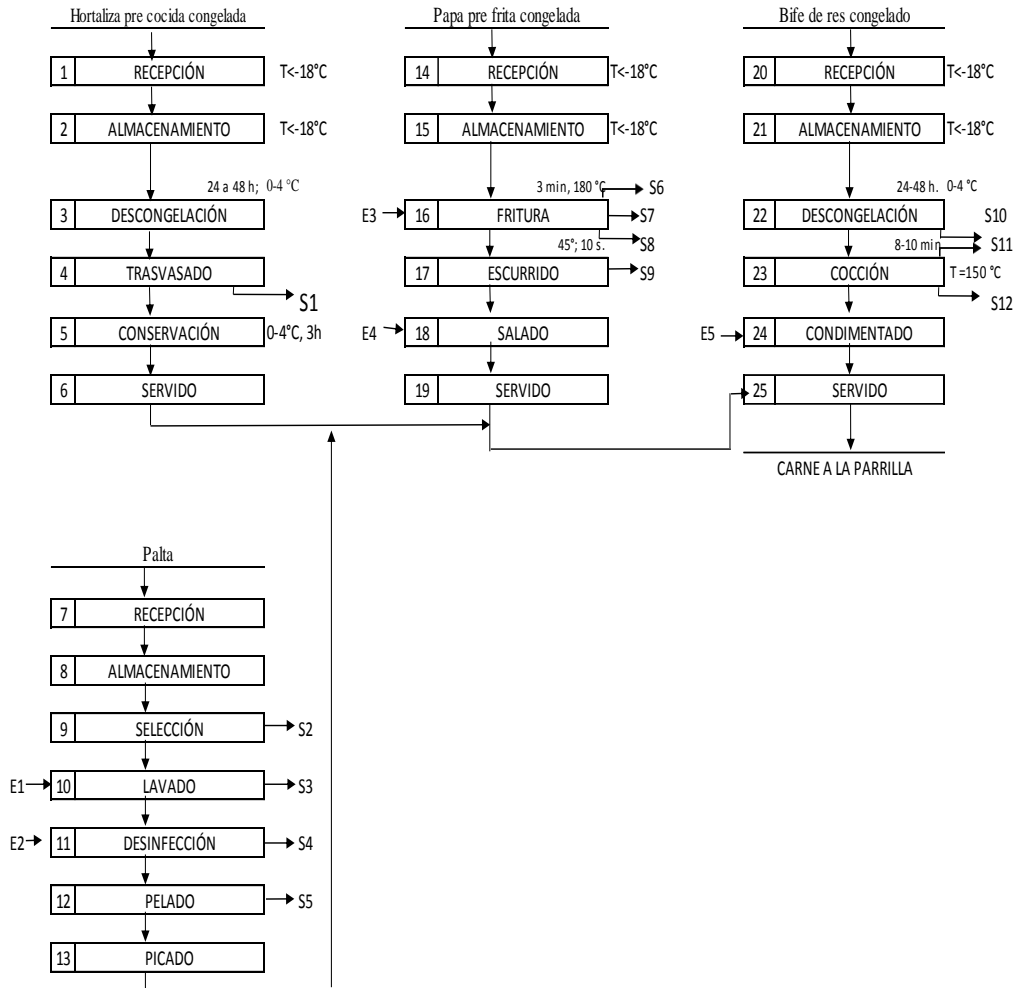 Hortaliza pre cocida congelada
1 RECEPCIÓN T<-18°C
2 ALMACENAMIENTO T<-18°C
24 a 48 h; 0-4 °C
3 DESCONGELACIÓN
4 TRASVASADO
S1
5 CONSERVACIÓN 0-4°C, 3h
6 SERVIDO
Papa pre frita congelada
14 RECEPCIÓN T<-18°C
15 ALMACENAMIENTO T<-18°C
3 min, 180 °C S6
E3 16 FRITURA S7
45°; 10 s. S8
17 ESCURRIDO S9
E4 18 SALADO
19 SERVIDO
Bife de res congelado
20 RECEPCIÓN T<-18°C
21 ALMACENAMIENTO T<-18°C
24-48 h. 0-4 °C
22 DESCONGELACIÓN S10
8-10 min S11
23 COCCIÓN T =150 °C
S12
E5 24 CONDIMENTADO
25 SERVIDO
CARNE A LA PARRILLA
Palta
7 RECEPCIÓN
8 ALMACENAMIENTO
9 SELECCIÓN S2
E1 10 LAVADO S3
E2 11 DESINFECCIÓN S4
12 PELADO S5
13 PICADO